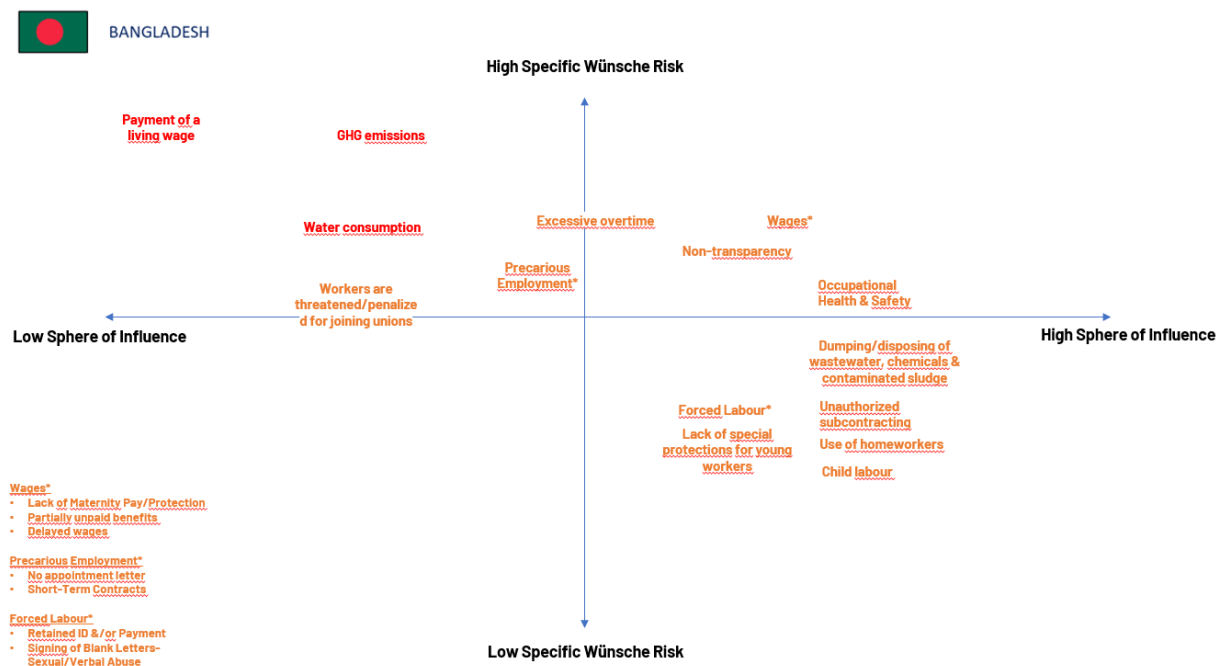 BANGLADESH
High Specific Wünsche Risk
Payment of a
living wage
GHG emissions
Water consumption
Excessive overtime
Wages*
Non-transparency
Precarious
Employment*
Workers are
threatened/penalize
d for joining unions
Occupational
Health & Safety
Low Sphere of Influence
High Sphere of Influence
Dumping/disposing of
wastewater, chemicals &
contaminated sludge
Forced Labour*
Lack of special
protections for young
workers
Unauthorized
subcontracting
Use of homeworkers
Child labour
Wages*
• Lack of Maternity Pay/Protection
• Partially unpaid benefits
• Delayed wages
Precarious Employment*
• No appointment letter
• Short-Term Contracts
Forced Labour*
• Retained ID &/or Payment
• Signing of Blank Letters-
Sexual/Verbal Abuse
Low Specific Wünsche Risk